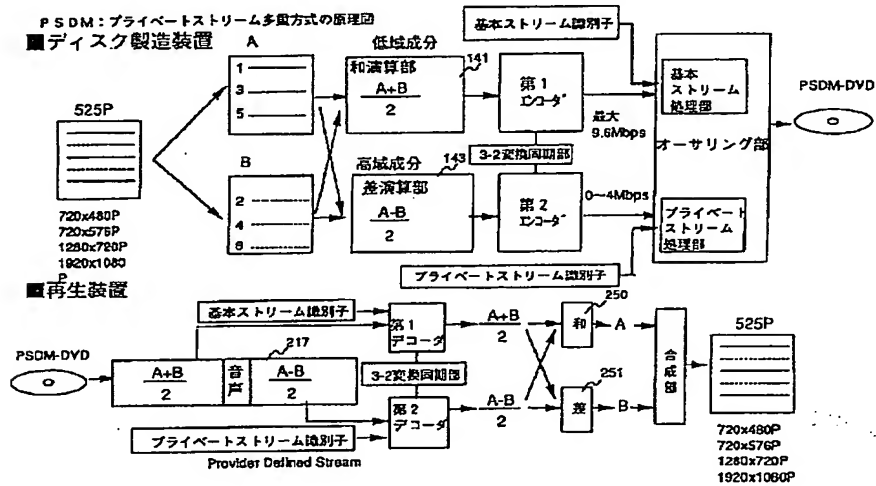 PSDM:プライベートストリーム多重方式の原理図
■ディスク製造装置
525P
720x480P
720x576P
1280x720P
1920x1080
P
A
1
3
5
B
2
4
6
低域成分
和演算部
A+B
2
141
高域成分
143
差演算部
A-B
2
第1
エンコーダ
3-2変換同期部
第2
エンコーダ
基本ストリーム識別子
最大
9.6Mbps
0~4Mbps
プライベートストリーム識別子
基本
ストリーム
処理部
オーサリング部
プライベート
ストリーム
処理部
PSDM-DVD
■再生装置
PSDM-DVD
基本ストリーム識別子
217
A+B
2
音声
A-B
2
プライベートストリーム識別子
Provider Defined Stream
第1
デコーダ
3-2変換同期部
第2
デコーダ
A+B
2
A-B
2
250
和
A
251
差
B
合成部
525P
720x480P
720x576P
1280x720P
1920x1080P